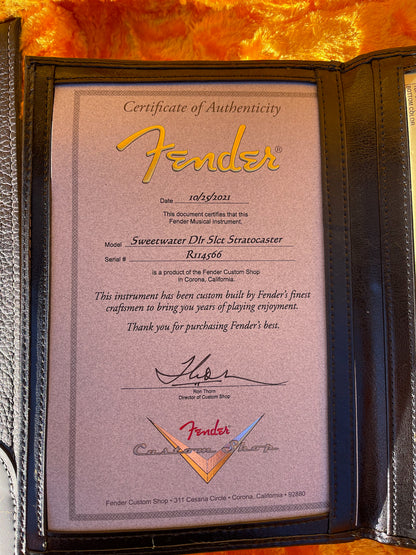 Certificate of Authenticity
Fender®
Date 10/25/2021
This document certifies that this
Fender Musical Instrument.
Model Sweetwater Dlr Slct Stratocaster
Serial # R114566
is a product of the Fender Custom Shop
in Corona, California.
This instrument has been custom built by Fender's finest
craftsmen to bring you years of playing enjoyment.
Thank you for purchasing Fender's best.
Ron Thorn
Director of Custom Shop
Fender
Custom Shop
Fender Custom Shop • 311 Cessna Circle • Corona, California • 92880